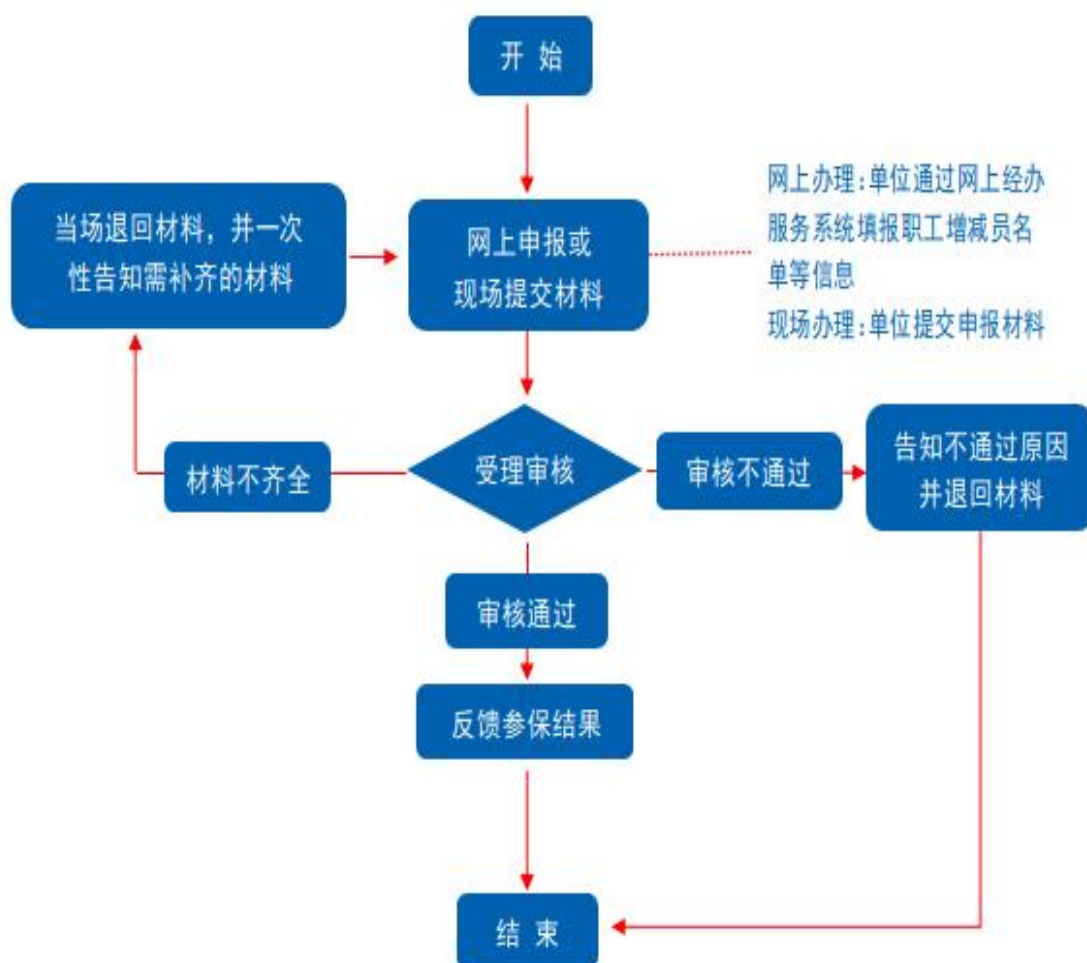 开 始
网上办理:单位通过网上经办
服务系统填报职工增减员名
单等信息
现场办理:单位提交申报材料
当场退回材料，并一次
性告知需补齐的材料
网上申报或
现场提交材料
材料不齐全
受理审核
审核不通过
告知不通过原因
并退回材料
审核通过
反馈参保结果
结 束